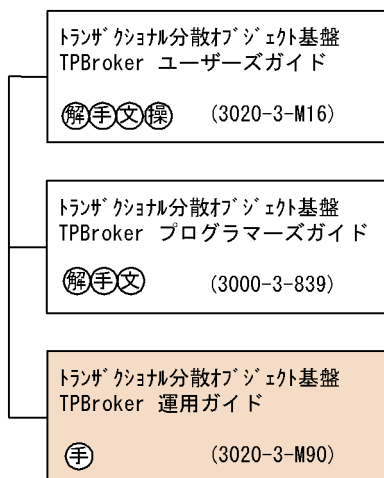 ﾄﾗﾝｻﾞｸｼｮﾅﾙ分散ｵﾌﾞｼﾞｪｸﾄ基盤
TPBroker ユーザーズガイド
解手文操 (3020-3-M16)
ﾄﾗﾝｻﾞｸｼｮﾅﾙ分散ｵﾌﾞｼﾞｪｸﾄ基盤
TPBroker プログラマーズガイド
解手文 (3000-3-839)
ﾄﾗﾝｻﾞｸｼｮﾅﾙ分散ｵﾌﾞｼﾞｪｸﾄ基盤
TPBroker 運用ガイド
手 (3020-3-M90)